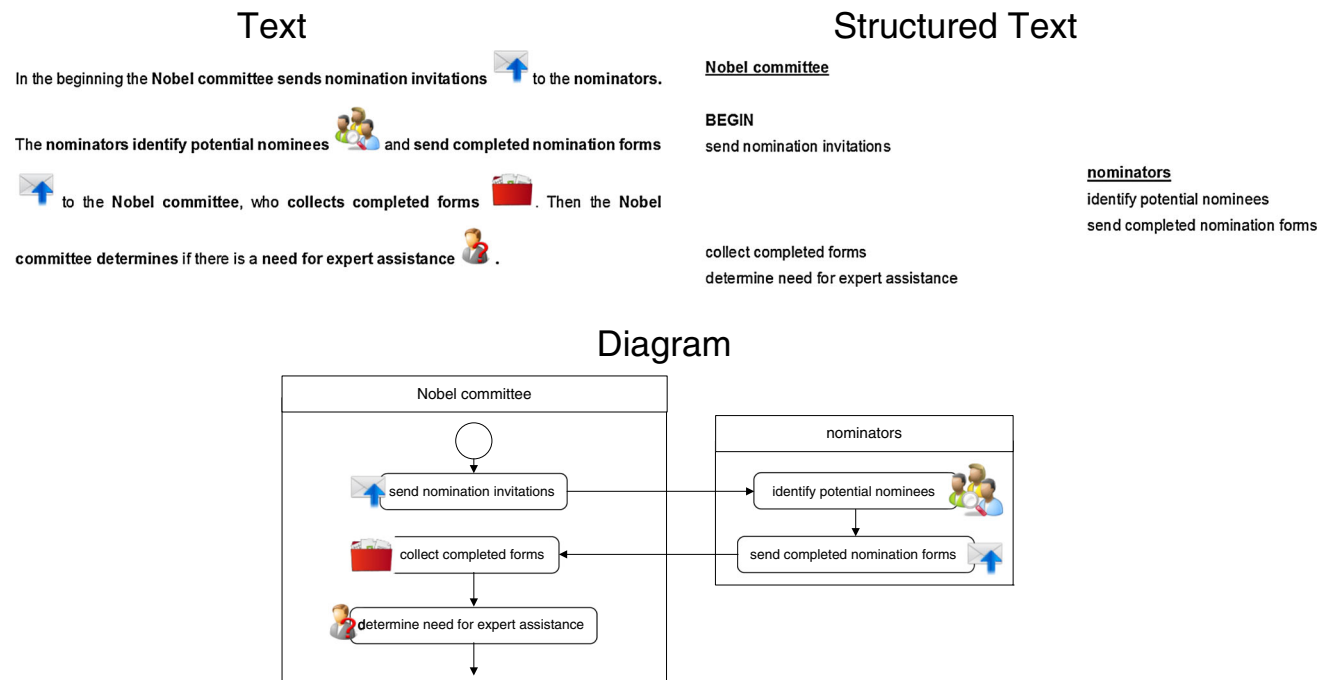 Text
In the beginning the Nobel committee sends nomination invitations to the nominators.
The nominators identify potential nominees and send completed nomination forms
to the Nobel committee, who collects completed forms . Then the Nobel
committee determines if there is a need for expert assistance .
Structured Text
Nobel committee
BEGIN
send nomination invitations
nominators
identify potential nominees
send completed nomination forms
collect completed forms
determine need for expert assistance
Diagram
Nobel committee
nominators
send nomination invitations
identify potential nominees
collect completed forms
send completed nomination forms
determine need for expert assistance